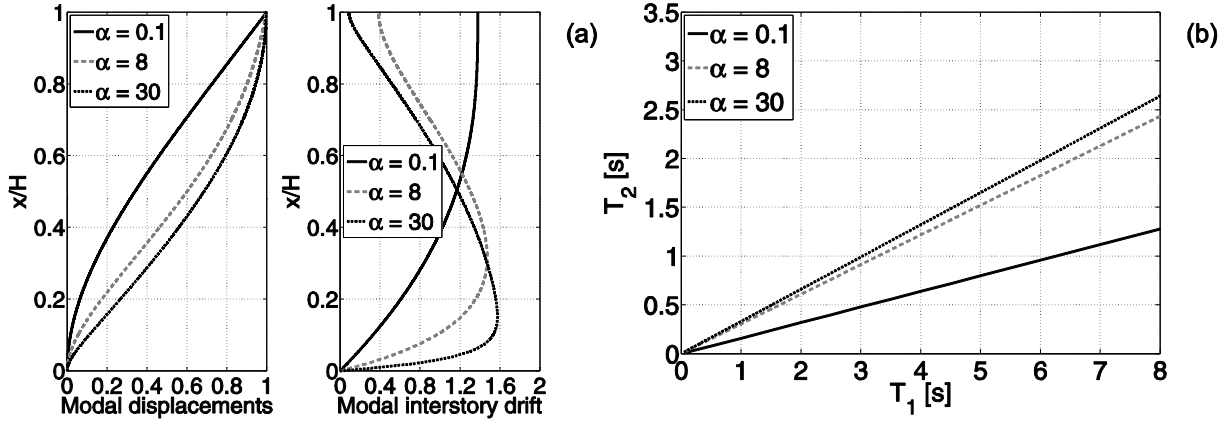 (a)
α = 0.1
α = 8
α = 30
x/H
1
0.8
0.6
0.4
0.2
0
0 0.2 0.4 0.6 0.8 1
Modal displacements
α = 0.1
α = 8
α = 30
x/H
1
0.8
0.6
0.4
0.2
0
0 0.4 0.8 1.2 1.6 2
Modal interstory drift
(b)
α = 0.1
α = 8
α = 30
T2 [s]
3.5
3
2.5
2
1.5
1
0.5
0
0 1 2 3 4 5 6 7 8
T1 [s]